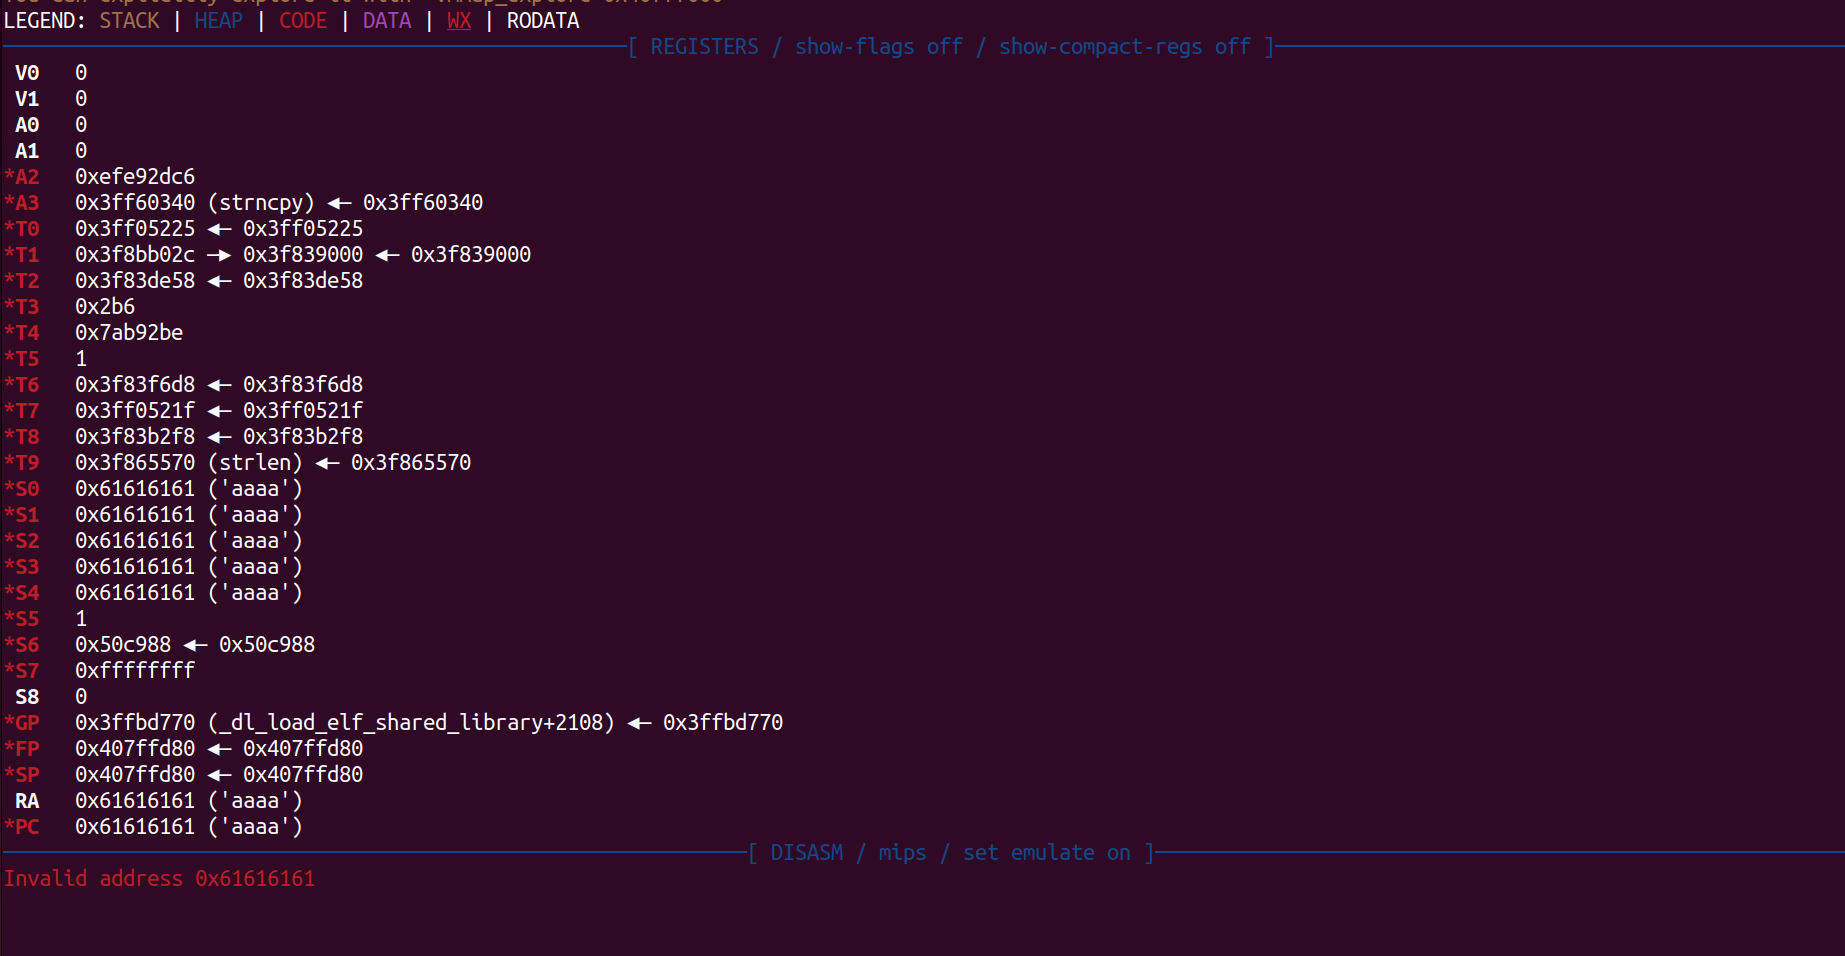 LEGEND: STACK | HEAP | CODE | DATA | WX | RODATA
[ REGISTERS / show-flags off / show-compact-regs off ]
V0 0
V1 0
A0 0
A1 0
*A2 0xefe92dc6
*A3 0x3ff60340 (strncpy) ◂— 0x3ff60340
*T0 0x3ff05225 ◂— 0x3ff05225
*T1 0x3f8bb02c —▸ 0x3f839000 ◂— 0x3f839000
*T2 0x3f83de58 ◂— 0x3f83de58
*T3 0x2b6
*T4 0x7ab92be
*T5 1
*T6 0x3f83f6d8 ◂— 0x3f83f6d8
*T7 0x3ff0521f ◂— 0x3ff0521f
*T8 0x3f83b2f8 ◂— 0x3f83b2f8
*T9 0x3f865570 (strlen) ◂— 0x3f865570
*S0 0x61616161 ('aaaa')
*S1 0x61616161 ('aaaa')
*S2 0x61616161 ('aaaa')
*S3 0x61616161 ('aaaa')
*S4 0x61616161 ('aaaa')
*S5 1
*S6 0x50c988 ◂— 0x50c988
*S7 0xffffffff
S8 0
*GP 0x3ffbd770 (_dl_load_elf_shared_library+2108) ◂— 0x3ffbd770
*FP 0x407ffd80 ◂— 0x407ffd80
*SP 0x407ffd80 ◂— 0x407ffd80
RA 0x61616161 ('aaaa')
*PC 0x61616161 ('aaaa')
[ DISASM / mips / set emulate on ]
Invalid address 0x61616161